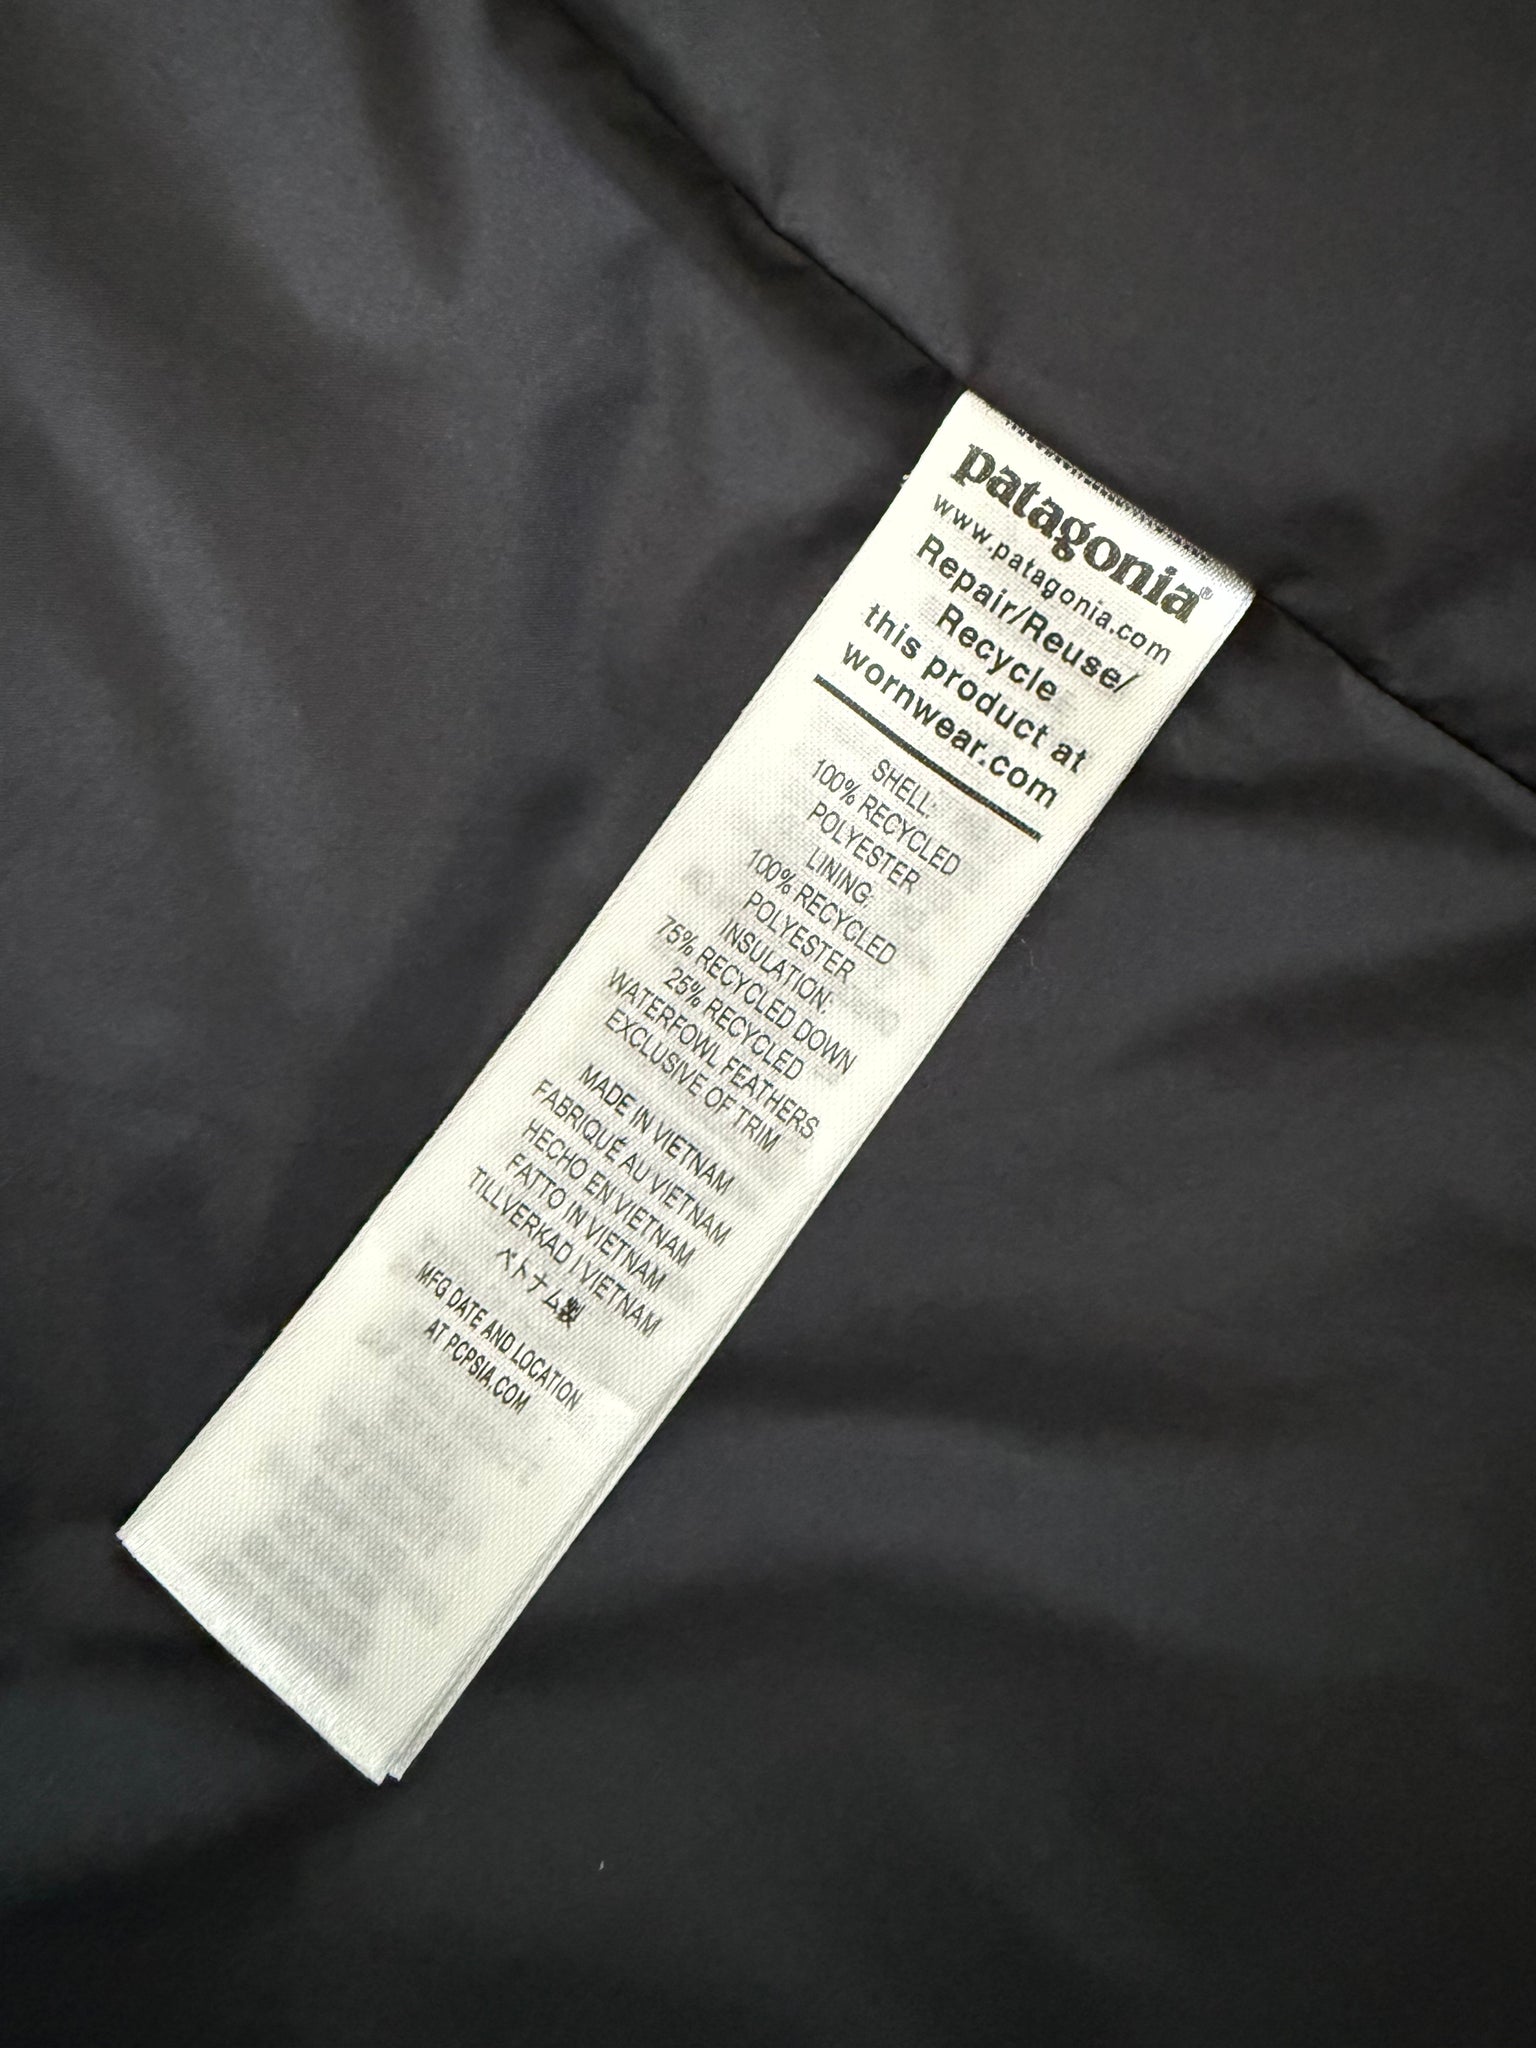 patagonia®
www.patagonia.com
Repair/Reuse/
Recycle
this product at
wornwear.com
SHELL:
100% RECYCLED
POLYESTER
LINING:
100% RECYCLED
POLYESTER
INSULATION:
75% RECYCLED DOWN
25% RECYCLED
WATERFOWL FEATHERS
EXCLUSIVE OF TRIM
MADE IN VIETNAM
FABRIQUÉ AU VIETNAM
HECHO EN VIETNAM
FATTO IN VIETNAM
TILLVERKAD I VIETNAM
ベトナム製
MFG DATE AND LOCATION
AT PCPSIA.COM